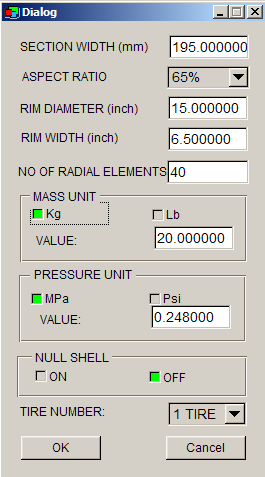 Dialog
SECTION WIDTH (mm) 195.000000
ASPECT RATIO 65%
RIM DIAMETER (inch) 15.000000
RIM WIDTH (inch) 6.500000
NO OF RADIAL ELEMENTS 40
MASS UNIT
Kg Lb
VALUE: 20.000000
PRESSURE UNIT
MPa Psi
VALUE: 0.248000
NULL SHELL
ON OFF
TIRE NUMBER: 1 TIRE
OK Cancel